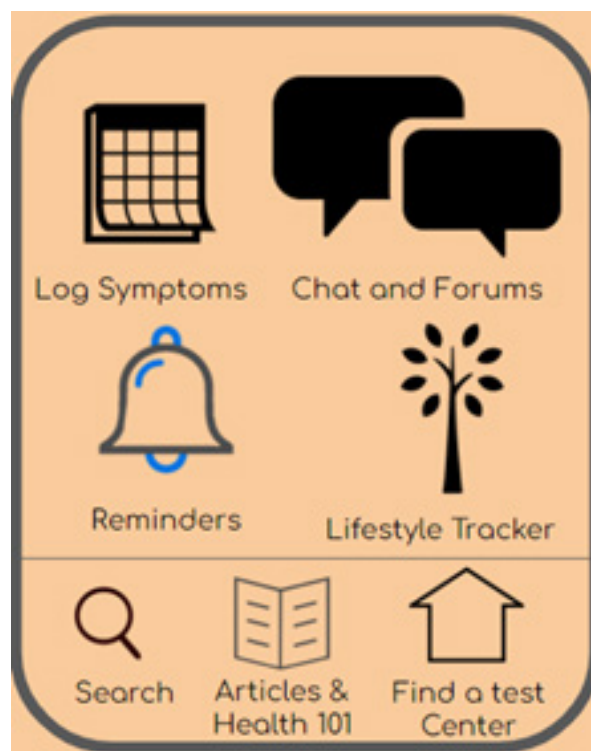 Log Symptoms
Chat and Forums
Reminders
Lifestyle Tracker
Search
Articles &
Health 101
Find a test
Center